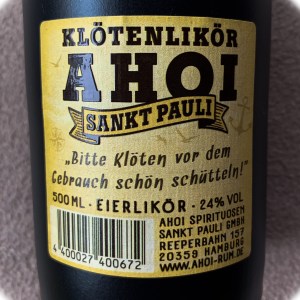 KLÖTENLIKÖR
AHOI
SANKT PAULI
„Bitte Klöten vor dem
Gebrauch schön schütteln!"
500 ML · EIERLIKÖR · 24% VOL
AHOI SPIRITUOSEN
SANKT PAULI GMBH
REEPERBAHN 157
20359 HAMBURG
WWW.AHOI-RUM.DE
4 400027 400672